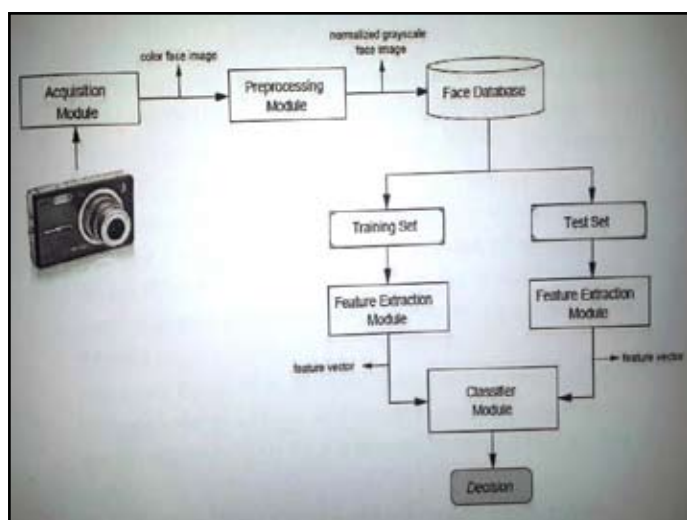 color face image
normalized grayscale
face image
Acquisition
Module
Preprocessing
Module
Face Database
Training Set
Test Set
Feature Extraction
Module
Feature Extraction
Module
feature vector
feature vector
Classifier
Module
Decision